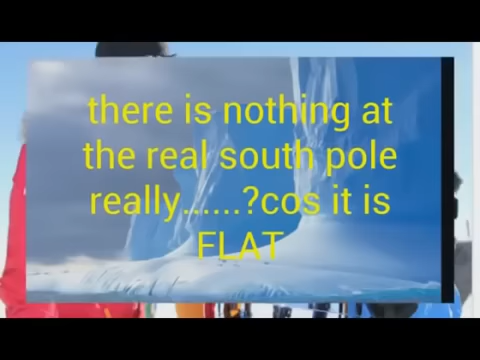 there is nothing at
the real south pole
really......?cos it is
FLAT